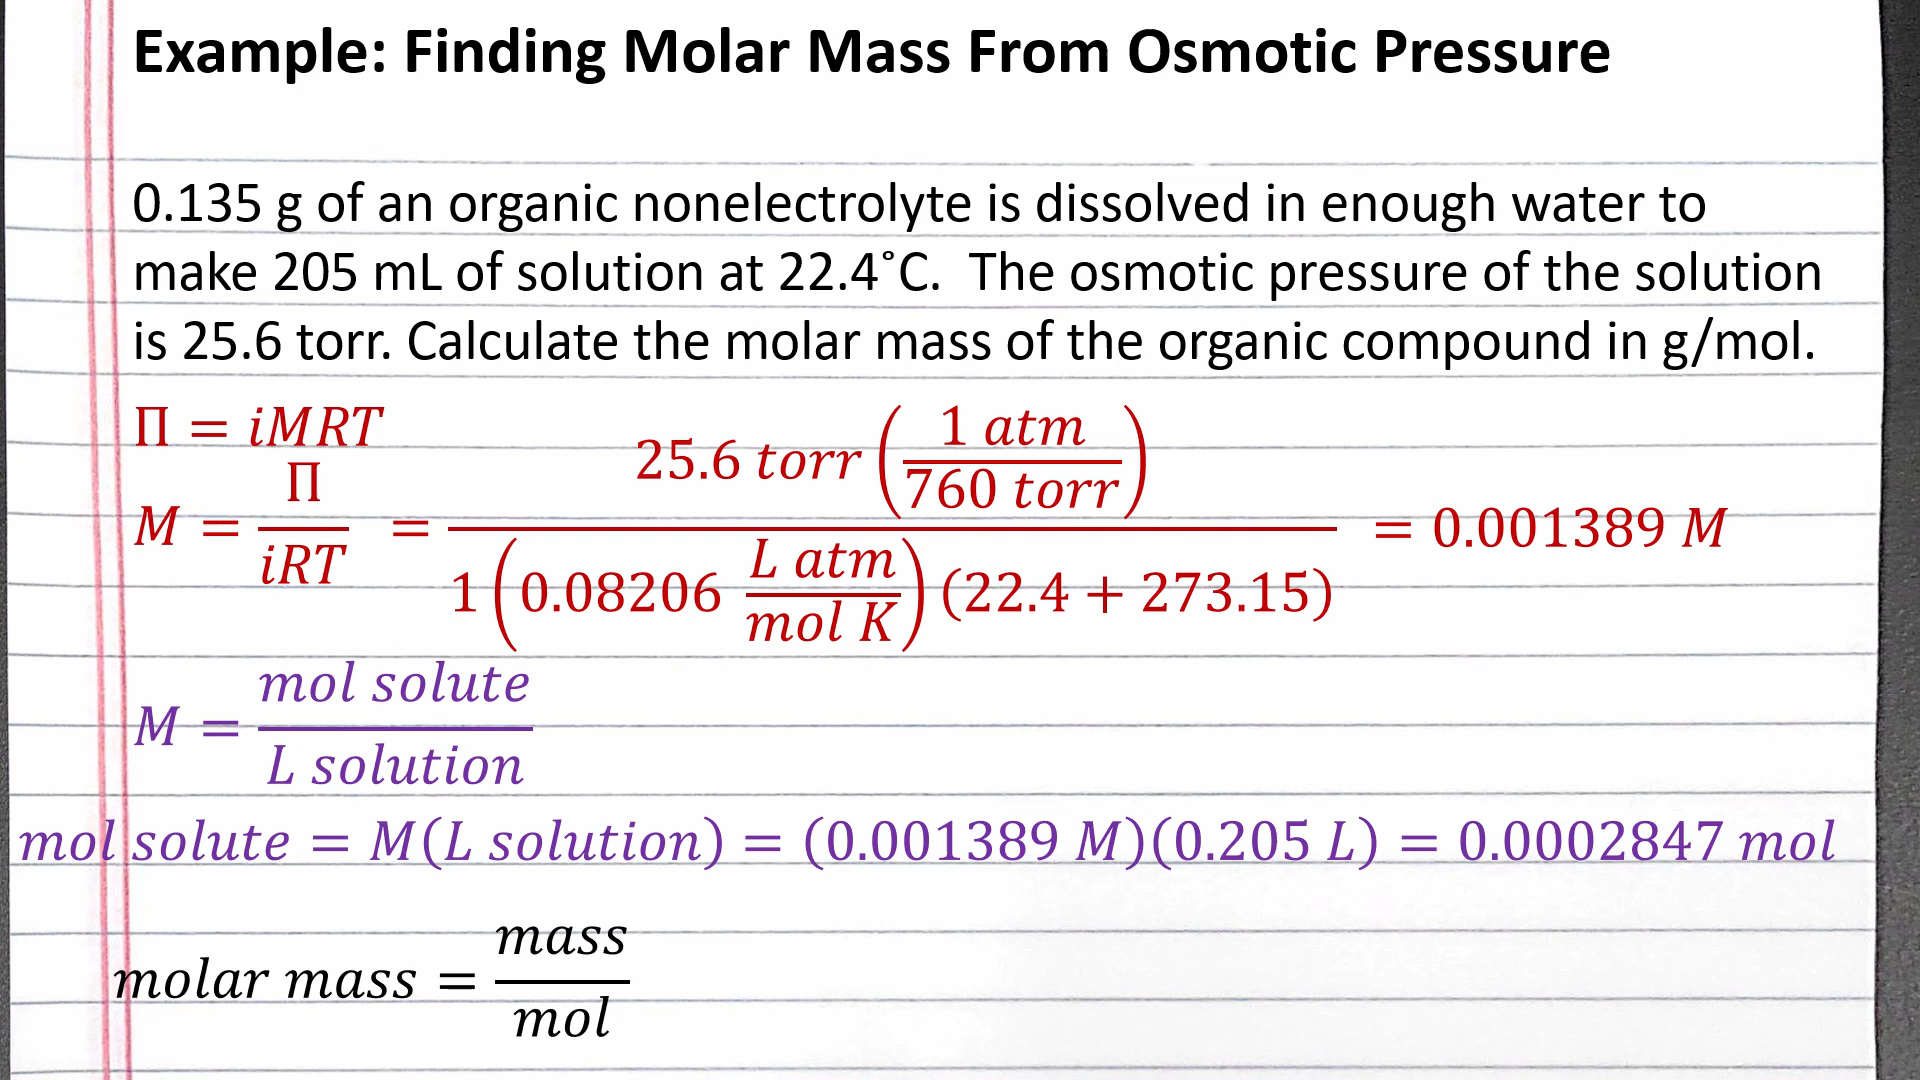 Example: Finding Molar Mass From Osmotic Pressure
0.135 g of an organic nonelectrolyte is dissolved in enough water to
make 205 mL of solution at 22.4˚C.  The osmotic pressure of the solution
is 25.6 torr. Calculate the molar mass of the organic compound in g/mol.
Π = iMRT
M = Π/(iRT) = (25.6 torr (1 atm/760 torr))/(1 (0.08206 (L atm)/(mol K)) (22.4 + 273.15)) = 0.001389 M
M = (mol solute)/(L solution)
mol solute = M(L solution) = (0.001389 M)(0.205 L) = 0.0002847 mol
molar mass = mass/mol